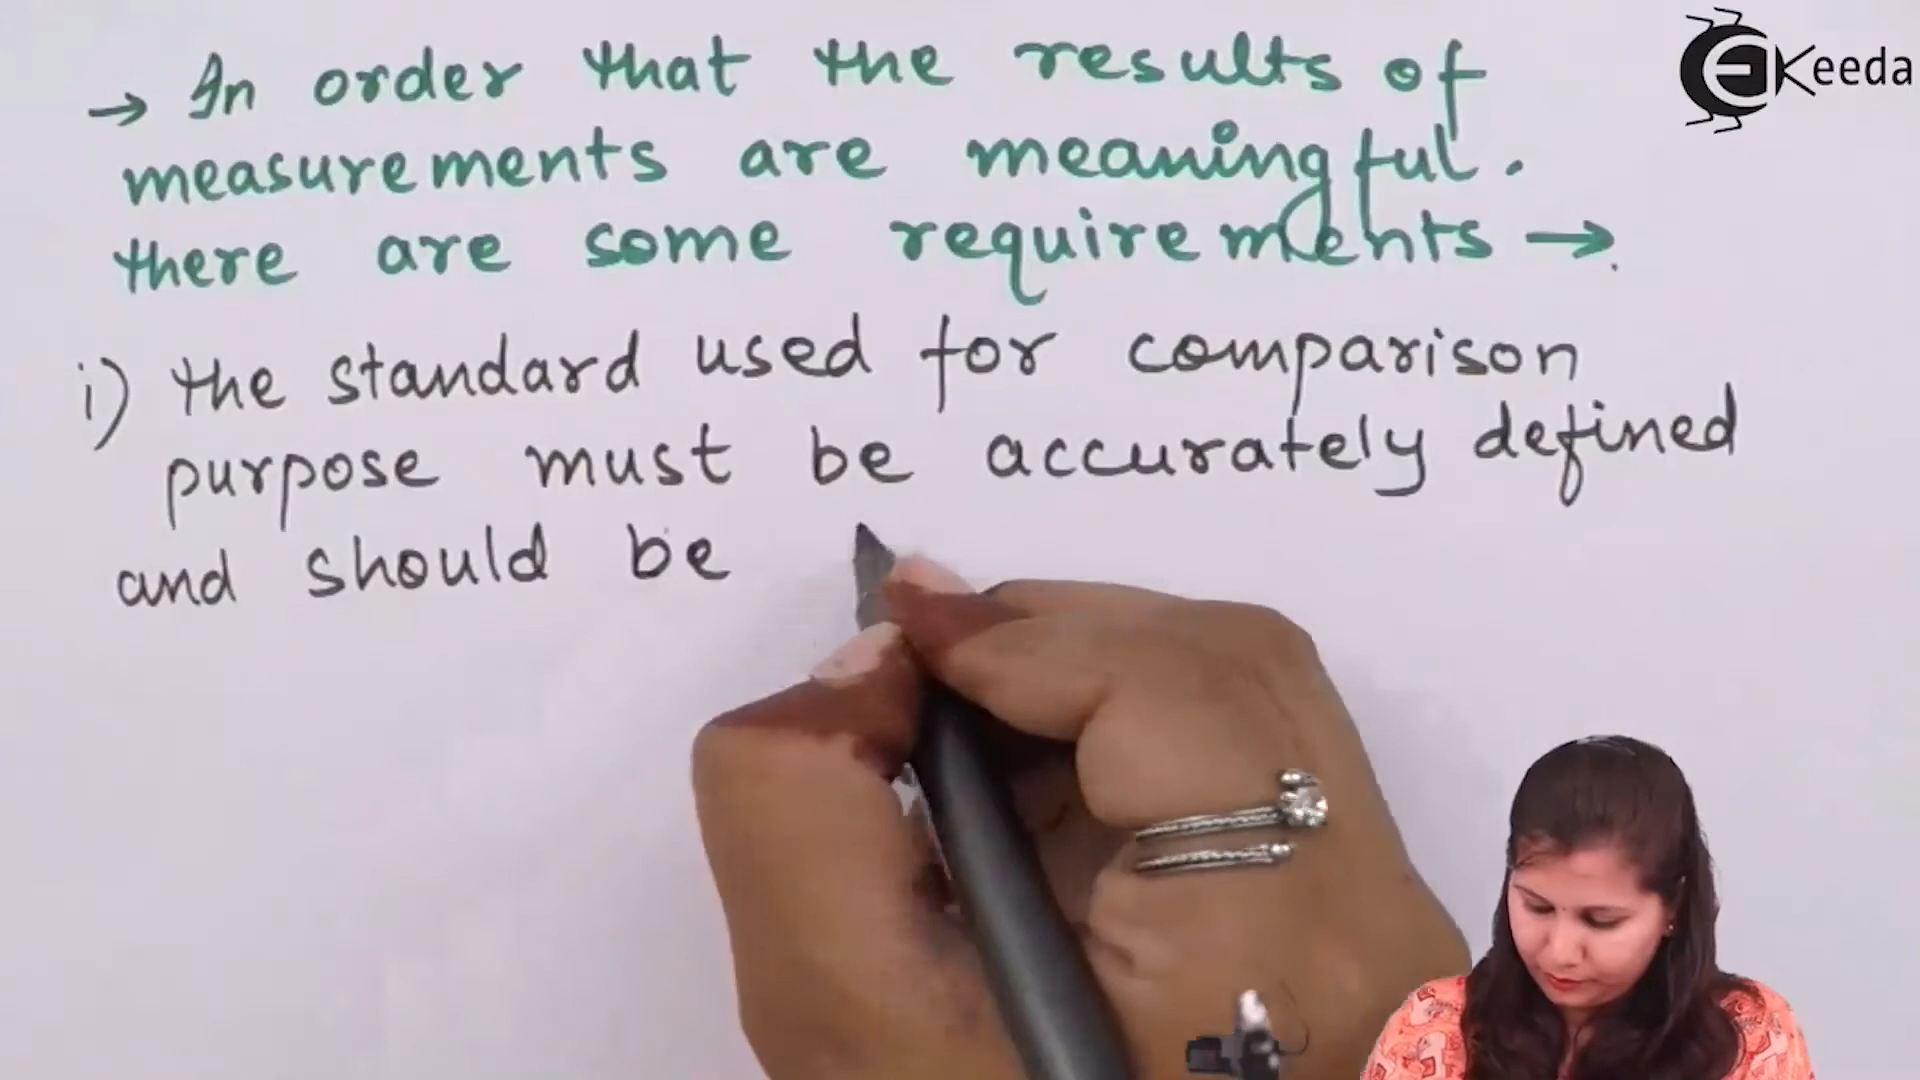 → In order that the results of
measurements are meaningful.
there are some requirements →
i) the standard used for comparison
purpose must be accurately defined
and should be
EKeeda